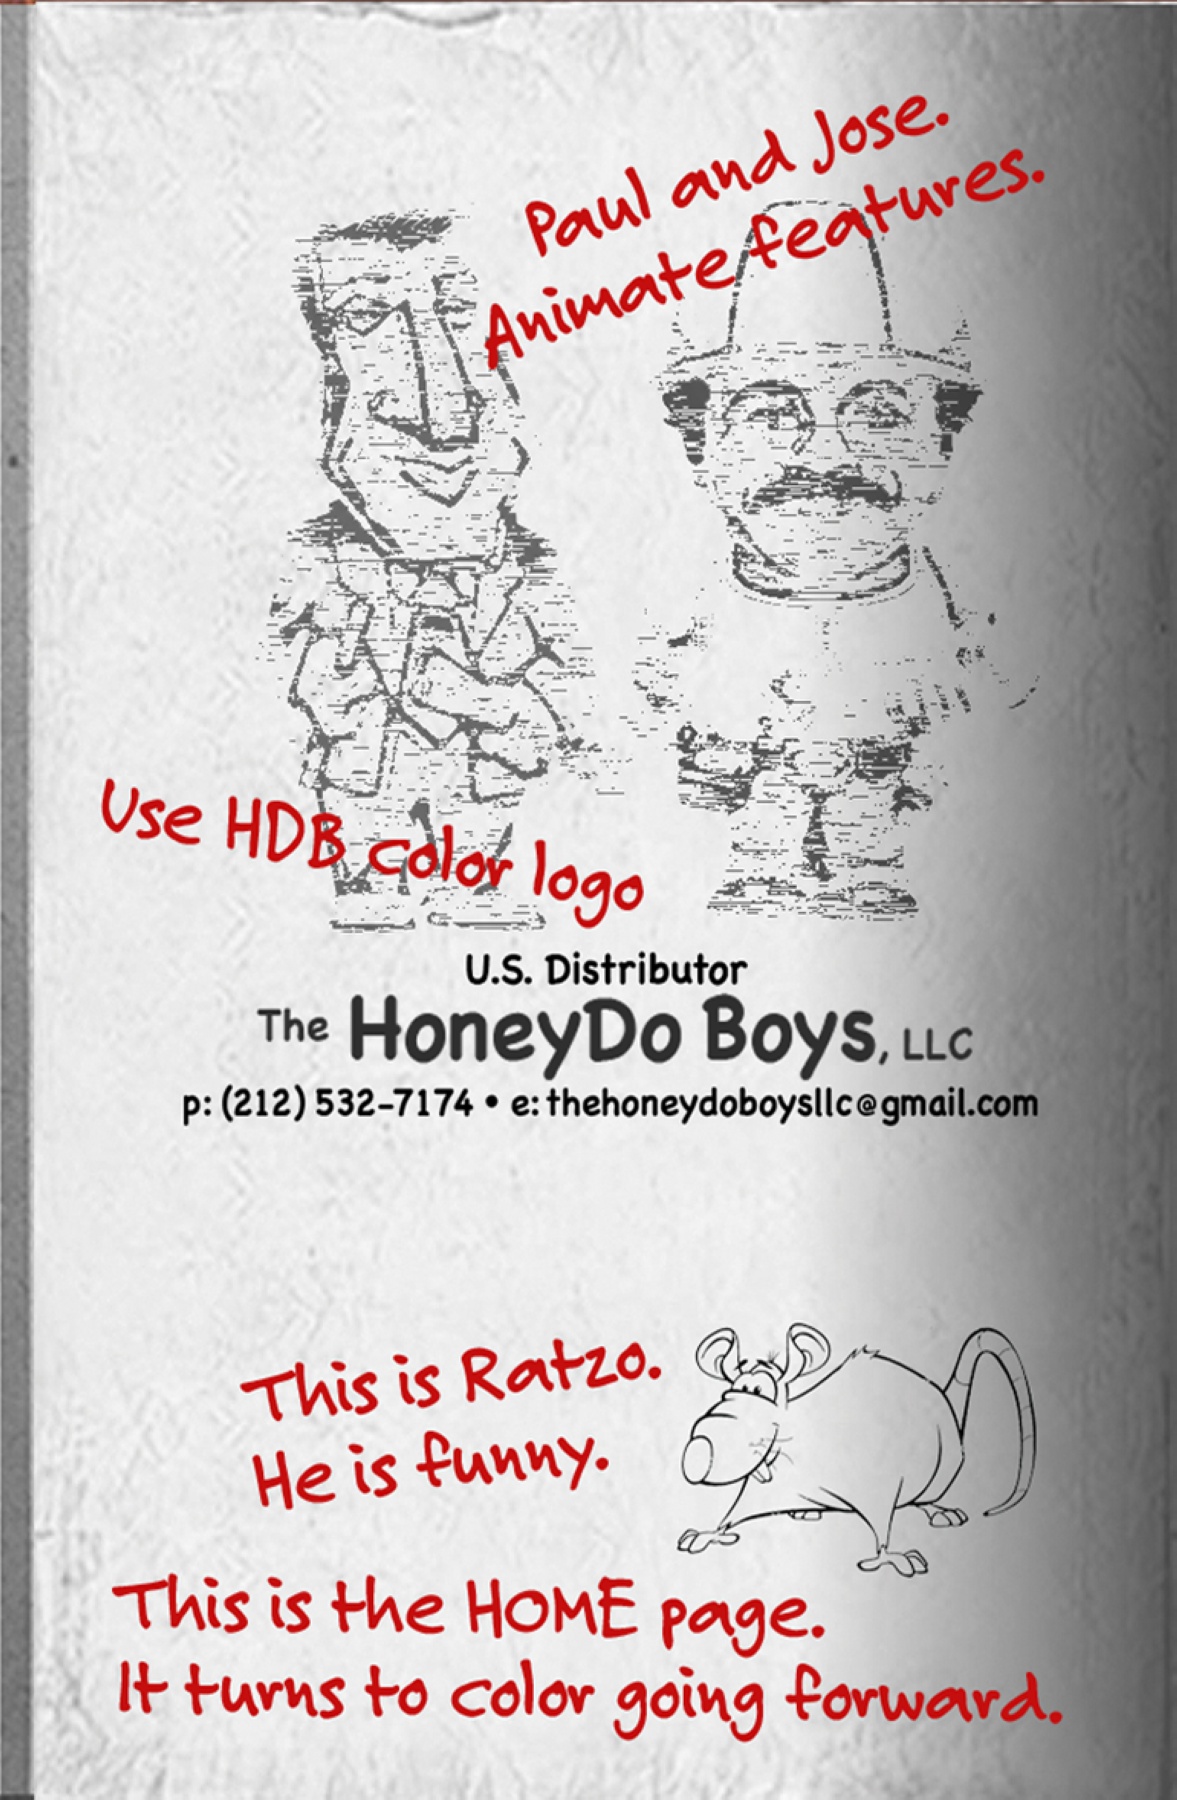 Paul and Jose.
Animate features.
Use HDB color logo
U.S. Distributor
The HoneyDo Boys, LLC
p: (212) 532-7174 • e: thehoneydoboysllc@gmail.com
This is Ratzo.
He is funny.
This is the HOME page.
It turns to color going forward.